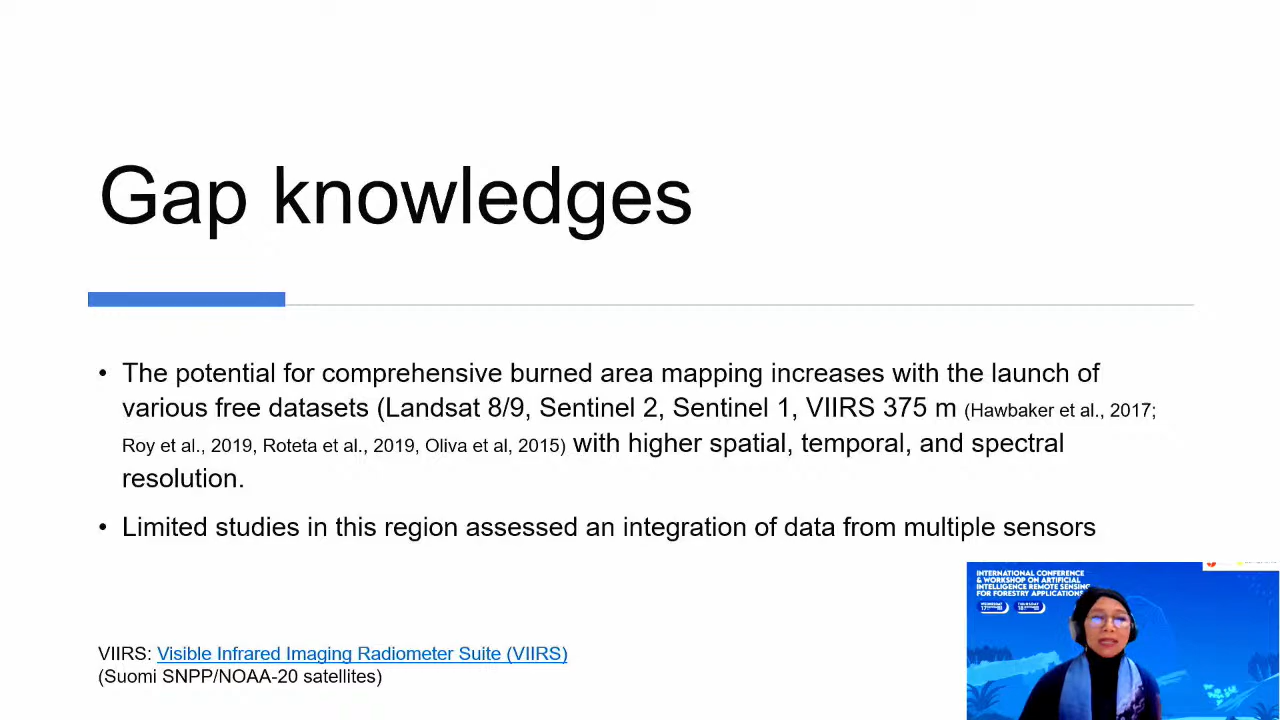 Gap knowledges
• The potential for comprehensive burned area mapping increases with the launch of
various free datasets (Landsat 8/9, Sentinel 2, Sentinel 1, VIIRS 375 m (Hawbaker et al., 2017;
Roy et al., 2019, Roteta et al., 2019, Oliva et al, 2015) with higher spatial, temporal, and spectral
resolution.
• Limited studies in this region assessed an integration of data from multiple sensors
VIIRS: Visible Infrared Imaging Radiometer Suite (VIIRS)
(Suomi SNPP/NOAA-20 satellites)
INTERNATIONAL CONFERENCE
& WORKSHOP ON ARTIFICIAL
INTELLIGENCE REMOTE SENSING
FOR FORESTRY APPLICATIONS